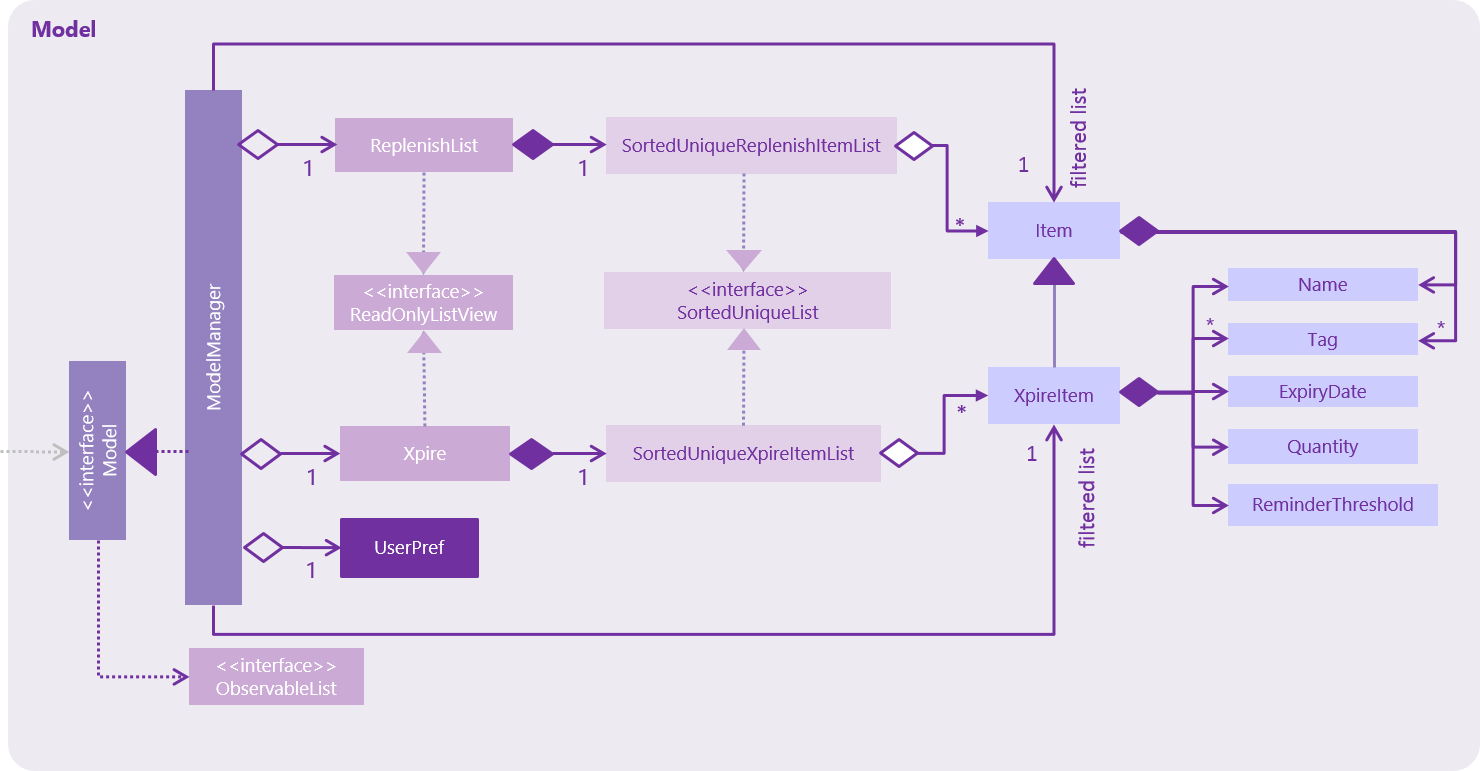 Model
filtered list
ReplenishList
SortedUniqueReplenishItemList
1
1
1
*
Item
<<interface>>
ReadOnlyListView
<<interface>>
SortedUniqueList
Name
*
*
Tag
ModelManager
<<interface>>
Model
XpireItem
*
ExpiryDate
Xpire
SortedUniqueXpireItemList
1
1
1
filtered list
Quantity
ReminderThreshold
UserPref
1
<<interface>>
ObservableList